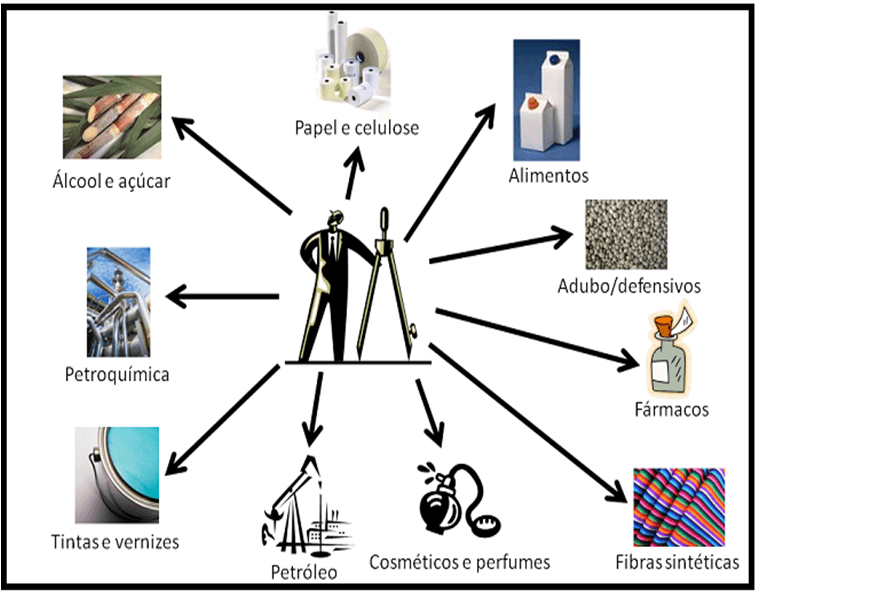 Papel e celulose
Álcool e açúcar
Alimentos
Adubo/defensivos
Petroquímica
Fármacos
Tintas e vernizes
Petróleo
Cosméticos e perfumes
Fibras sintéticas